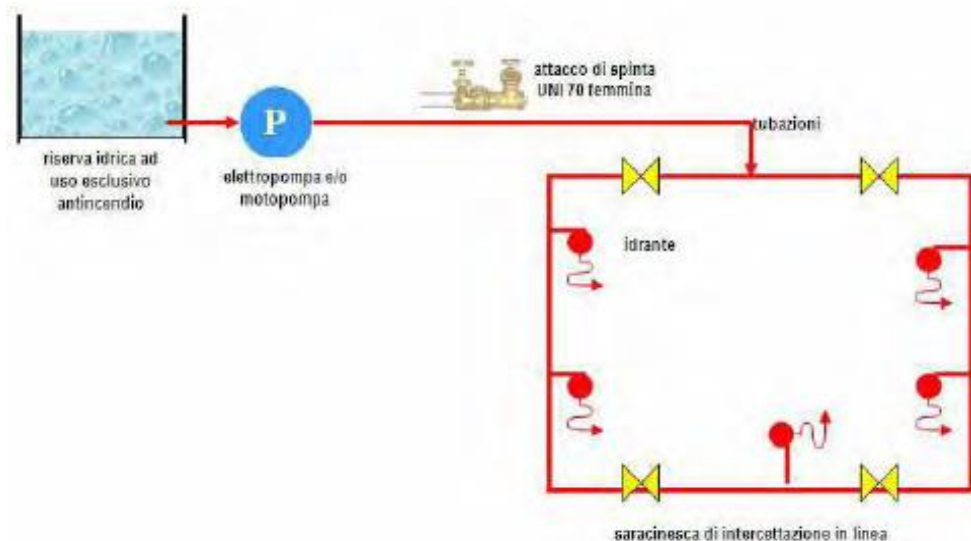 attacco di spinta
UNI 70 femmina
P
tubazioni
riserva idrica ad
uso esclusivo
antincendio
elettropompa e/o
motopompa
idrante
saracinesca di intercettazione in linea